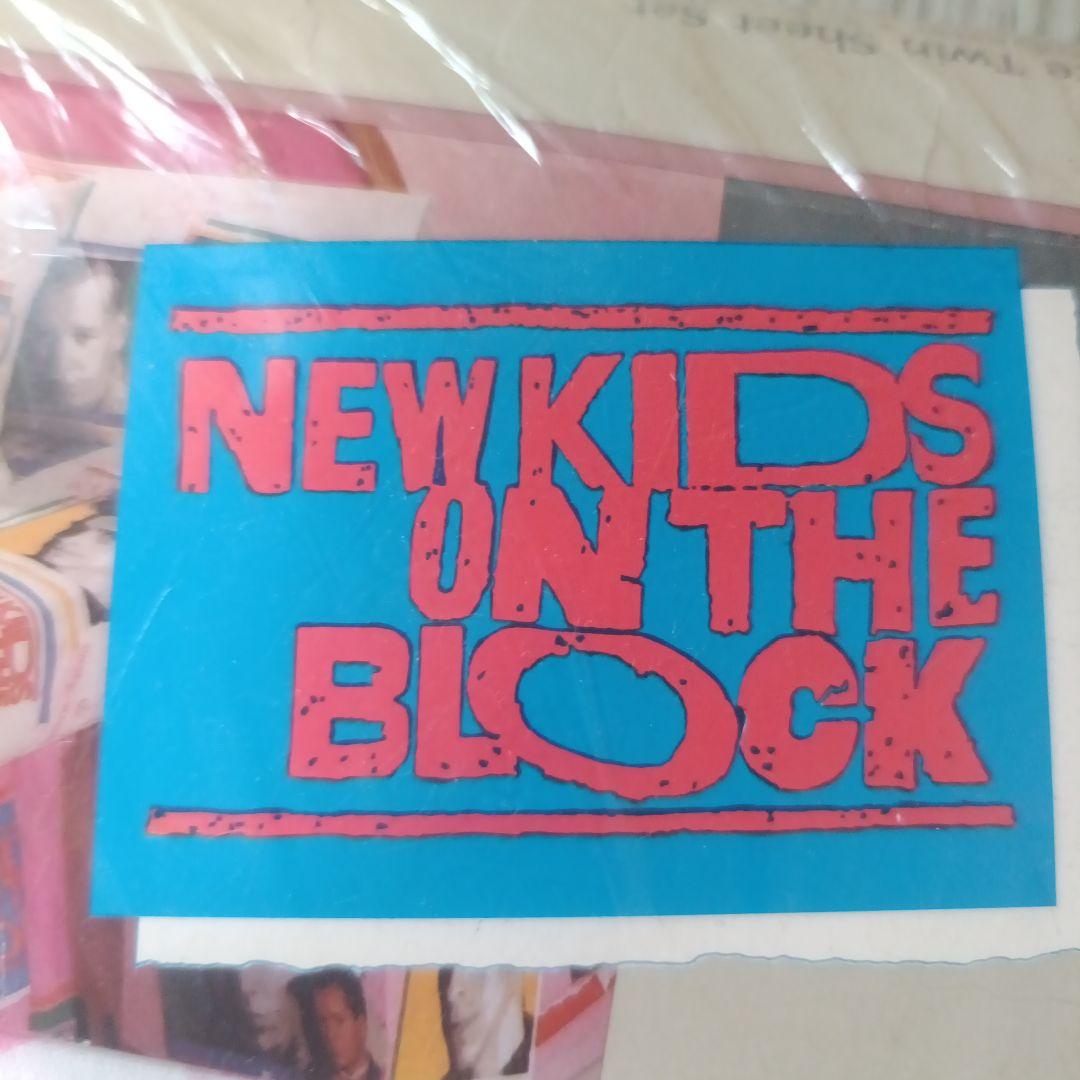 Twin Sheet Set
NEW KIDS
ON THE
BLOCK